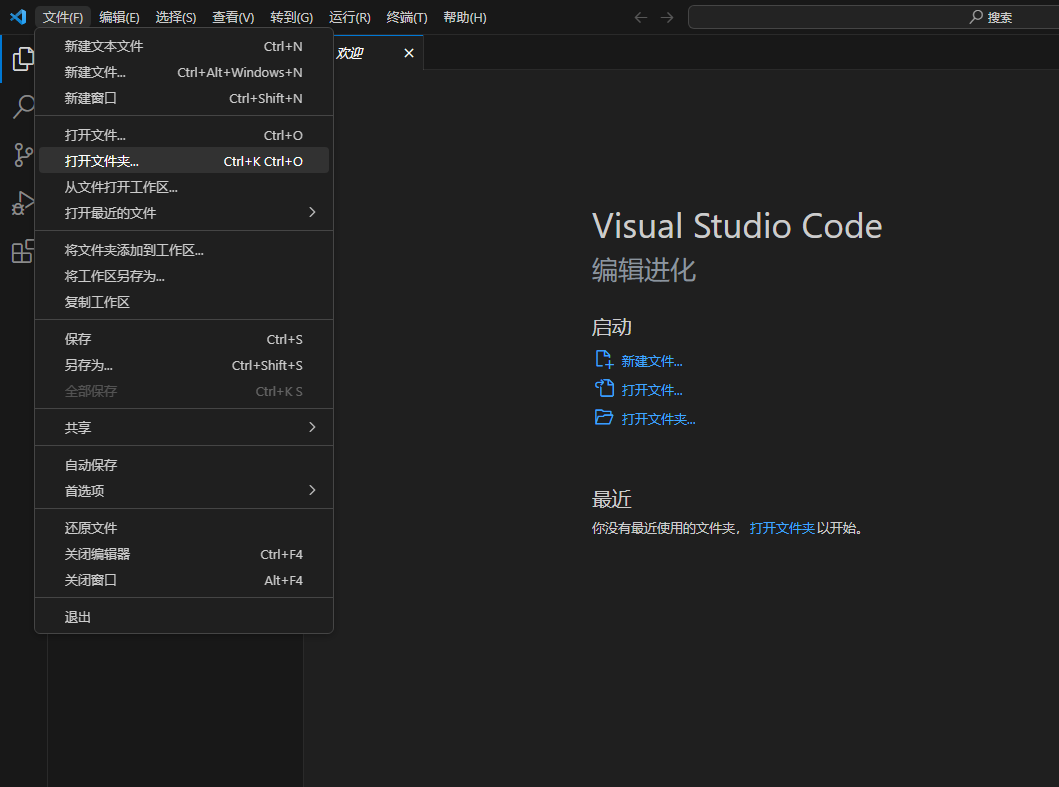 文件(F) 编辑(E) 选择(S) 查看(V) 转到(G) 运行(R) 终端(T) 帮助(H) 搜索
欢迎
新建文本文件 Ctrl+N
新建文件... Ctrl+Alt+Windows+N
新建窗口 Ctrl+Shift+N
打开文件... Ctrl+O
打开文件夹... Ctrl+K Ctrl+O
从文件打开工作区...
打开最近的文件
将文件夹添加到工作区...
将工作区另存为...
复制工作区
保存 Ctrl+S
另存为... Ctrl+Shift+S
全部保存 Ctrl+K S
共享
自动保存
首选项
还原文件
关闭编辑器 Ctrl+F4
关闭窗口 Alt+F4
退出
Visual Studio Code
编辑进化
启动
新建文件...
打开文件...
打开文件夹...
最近
你没有最近使用的文件夹，打开文件夹以开始。